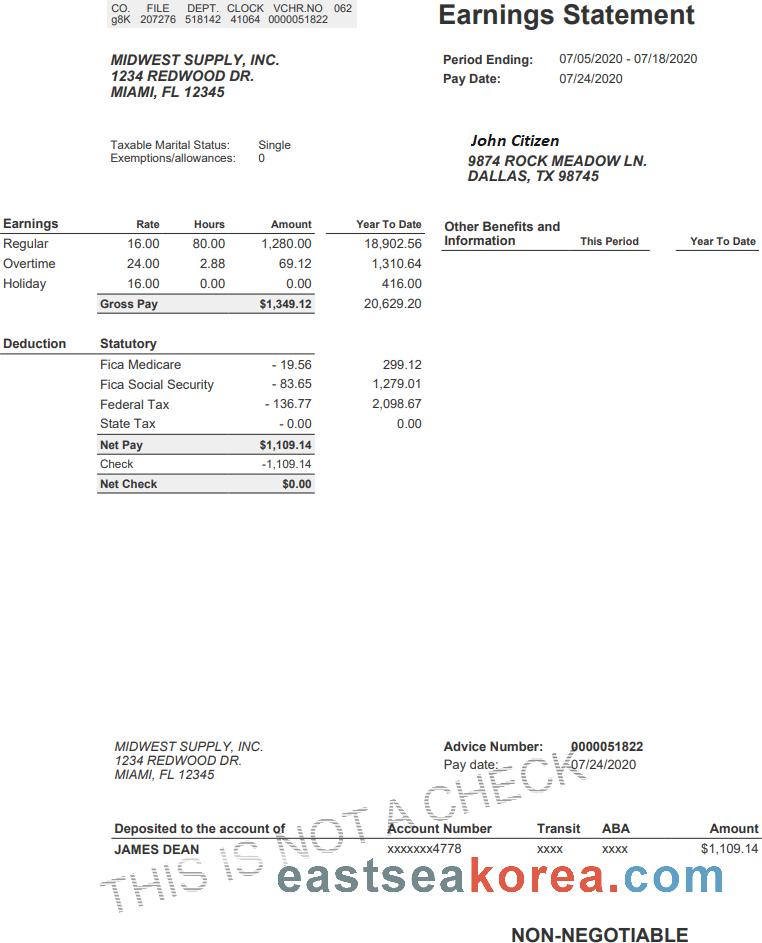 CO. FILE DEPT. CLOCK VCHR.NO 062
g8K 207276 518142 41064 0000051822
Earnings Statement
MIDWEST SUPPLY, INC.
1234 REDWOOD DR.
MIAMI, FL 12345
Period Ending: 07/05/2020 - 07/18/2020
Pay Date: 07/24/2020
Taxable Marital Status: Single
Exemptions/allowances: 0
John Citizen
9874 ROCK MEADOW LN.
DALLAS, TX 98745
Earnings Rate Hours Amount Year To Date
Regular 16.00 80.00 1,280.00 18,902.56
Overtime 24.00 2.88 69.12 1,310.64
Holiday 16.00 0.00 0.00 416.00
Gross Pay $1,349.12 20,629.20
Other Benefits and
Information This Period Year To Date
Deduction Statutory
Fica Medicare - 19.56 299.12
Fica Social Security - 83.65 1,279.01
Federal Tax - 136.77 2,098.67
State Tax - 0.00 0.00
Net Pay $1,109.14
Check -1,109.14
Net Check $0.00
MIDWEST SUPPLY, INC.
1234 REDWOOD DR.
MIAMI, FL 12345
Advice Number: 0000051822
Pay date: 07/24/2020
THIS IS NOT A CHECK
Deposited to the account of Account Number Transit ABA Amount
JAMES DEAN xxxxxxx4778 xxxx xxxx $1,109.14
eastseakorea.com
NON-NEGOTIABLE